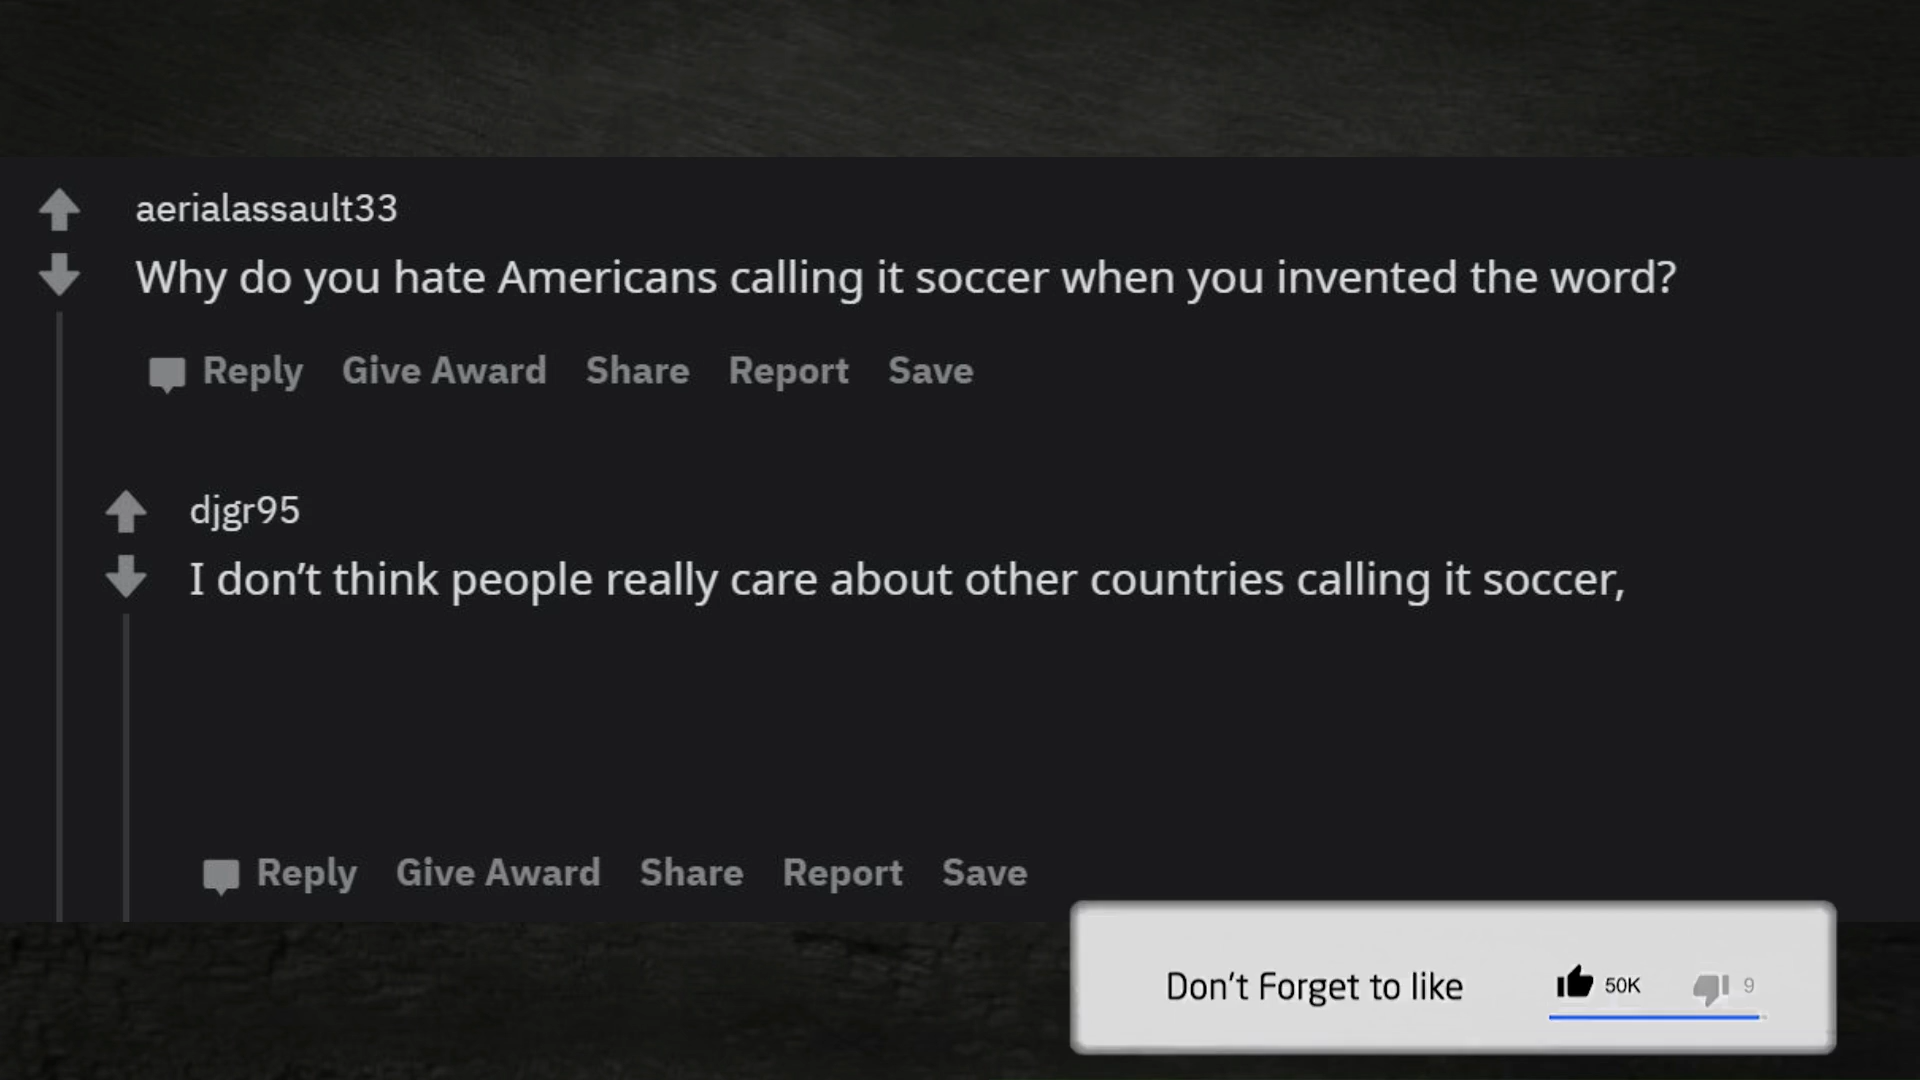 aerialassault33
Why do you hate Americans calling it soccer when you invented the word?
Reply Give Award Share Report Save
djgr95
I don’t think people really care about other countries calling it soccer,
Reply Give Award Share Report Save
Don't Forget to like 50K 9